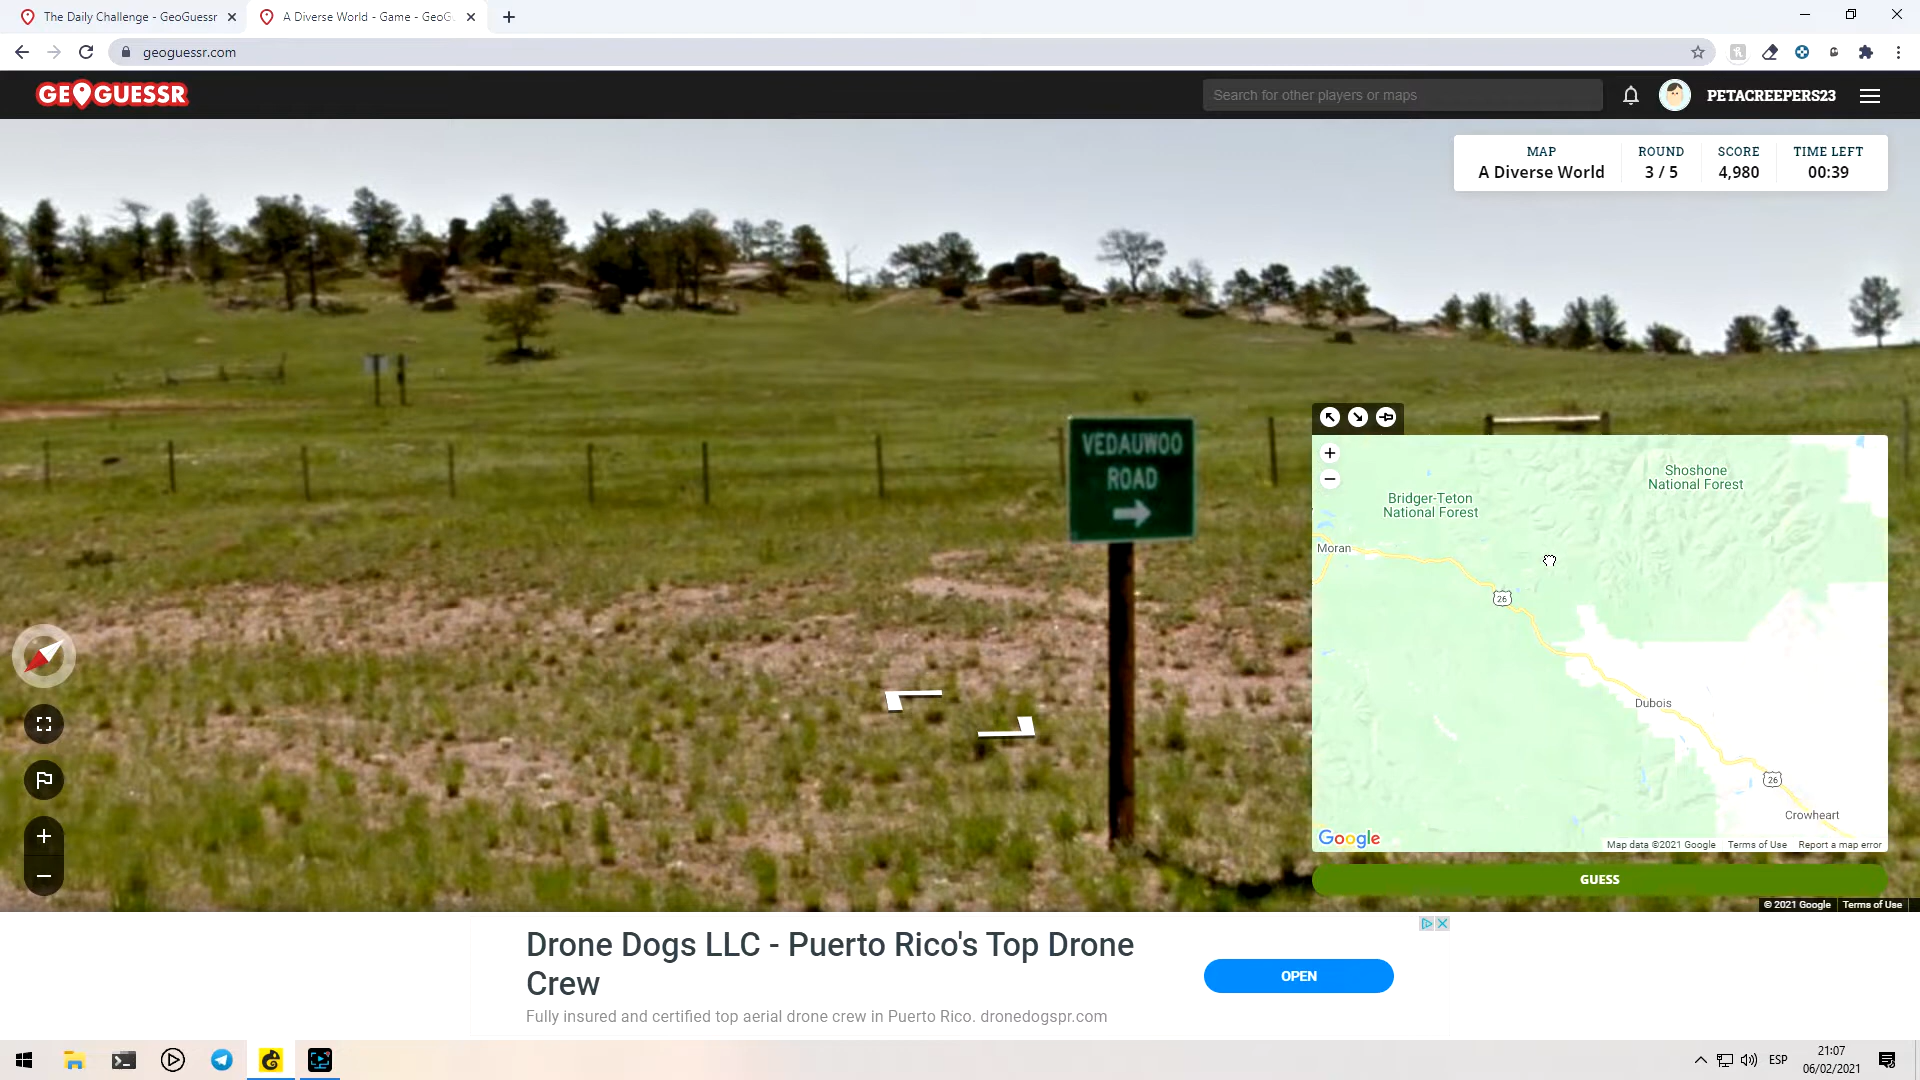 The Daily Challenge - GeoGuessr
A Diverse World - Game - GeoG
geoguessr.com
GEOGUESSR
Search for other players or maps
PETACREEPERS23
MAP
A Diverse World
ROUND
3 / 5
SCORE
4,980
TIME LEFT
00:39
VEDAUWOO
ROAD
Shoshone
National Forest
Bridger-Teton
National Forest
Moran
26
Dubois
26
Crowheart
Google
Map data ©2021 Google
Terms of Use
Report a map error
GUESS
© 2021 Google
Terms of Use
Drone Dogs LLC - Puerto Rico's Top Drone
Crew
Fully insured and certified top aerial drone crew in Puerto Rico. dronedogspr.com
OPEN
ESP
21:07
06/02/2021